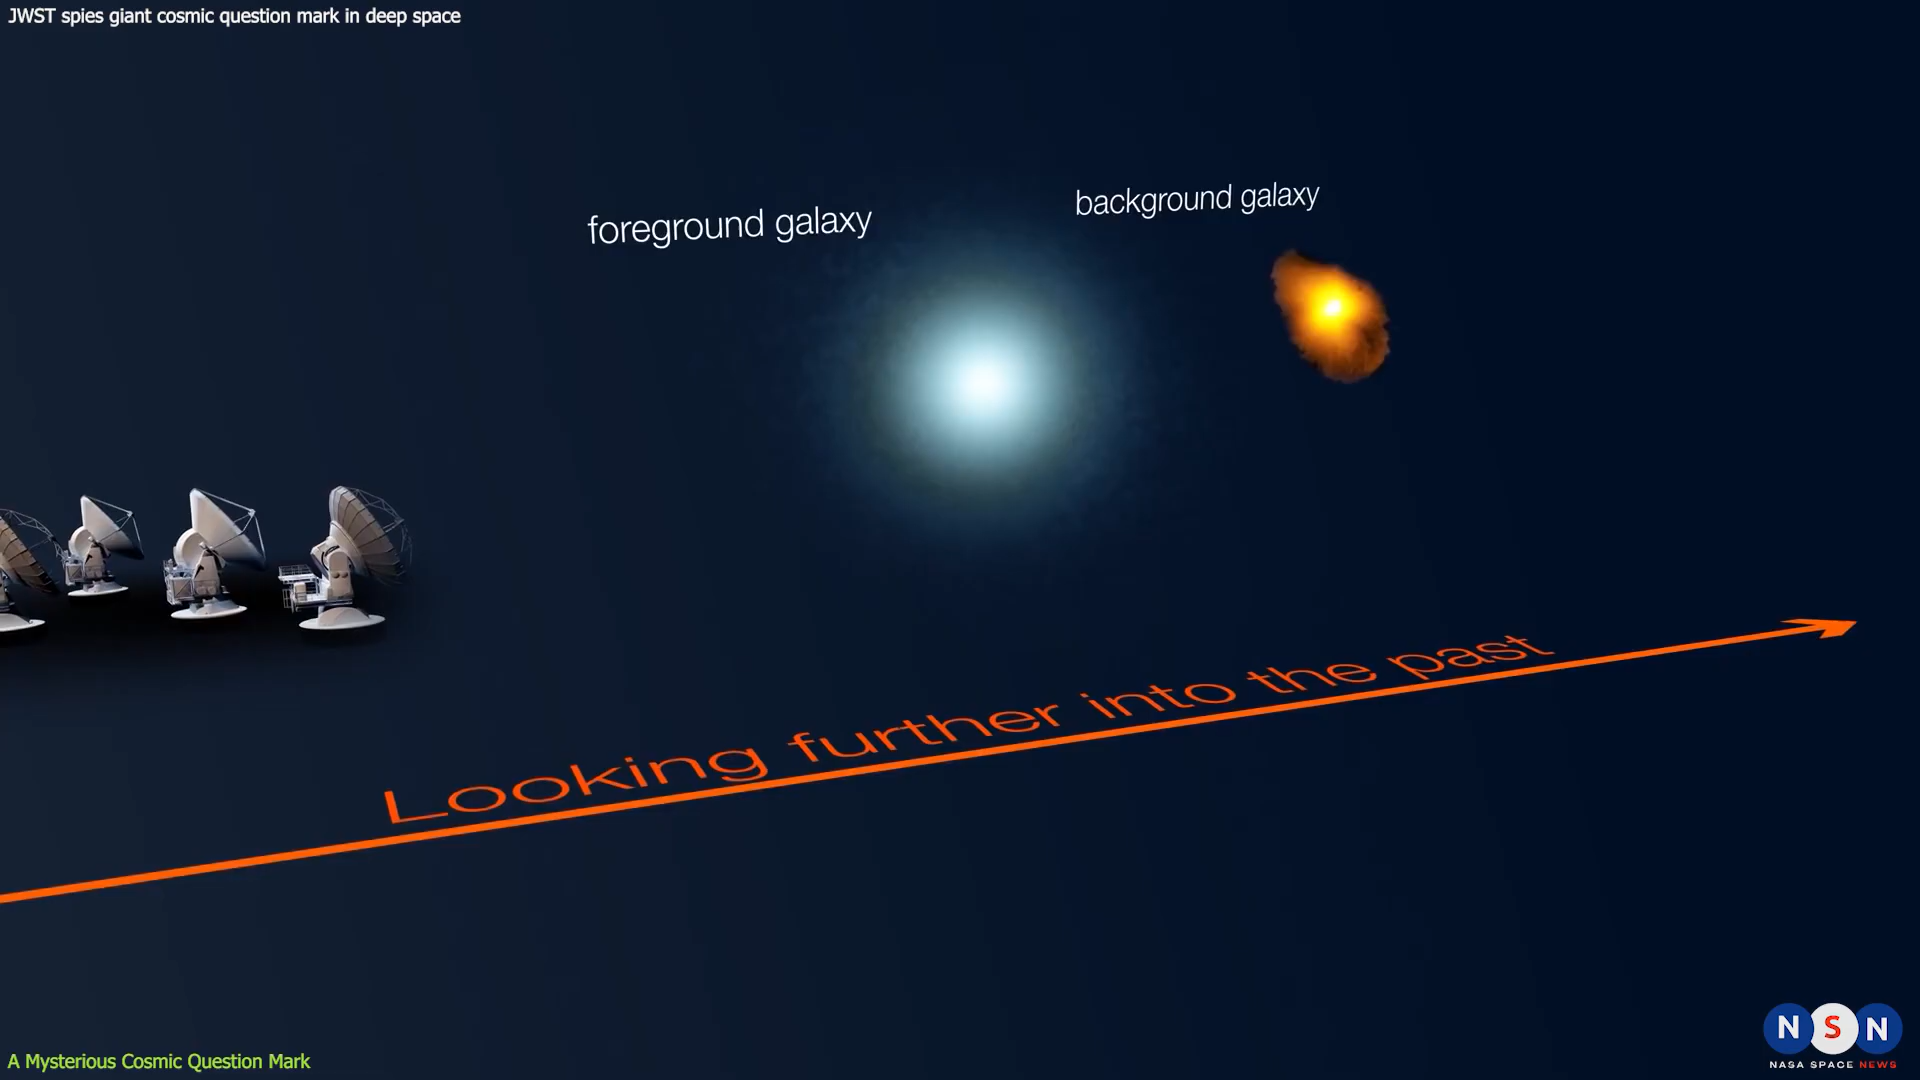 JWST spies giant cosmic question mark in deep space
foreground galaxy
background galaxy
Looking further into the past
A Mysterious Cosmic Question Mark
NSN
NASA SPACE NEWS